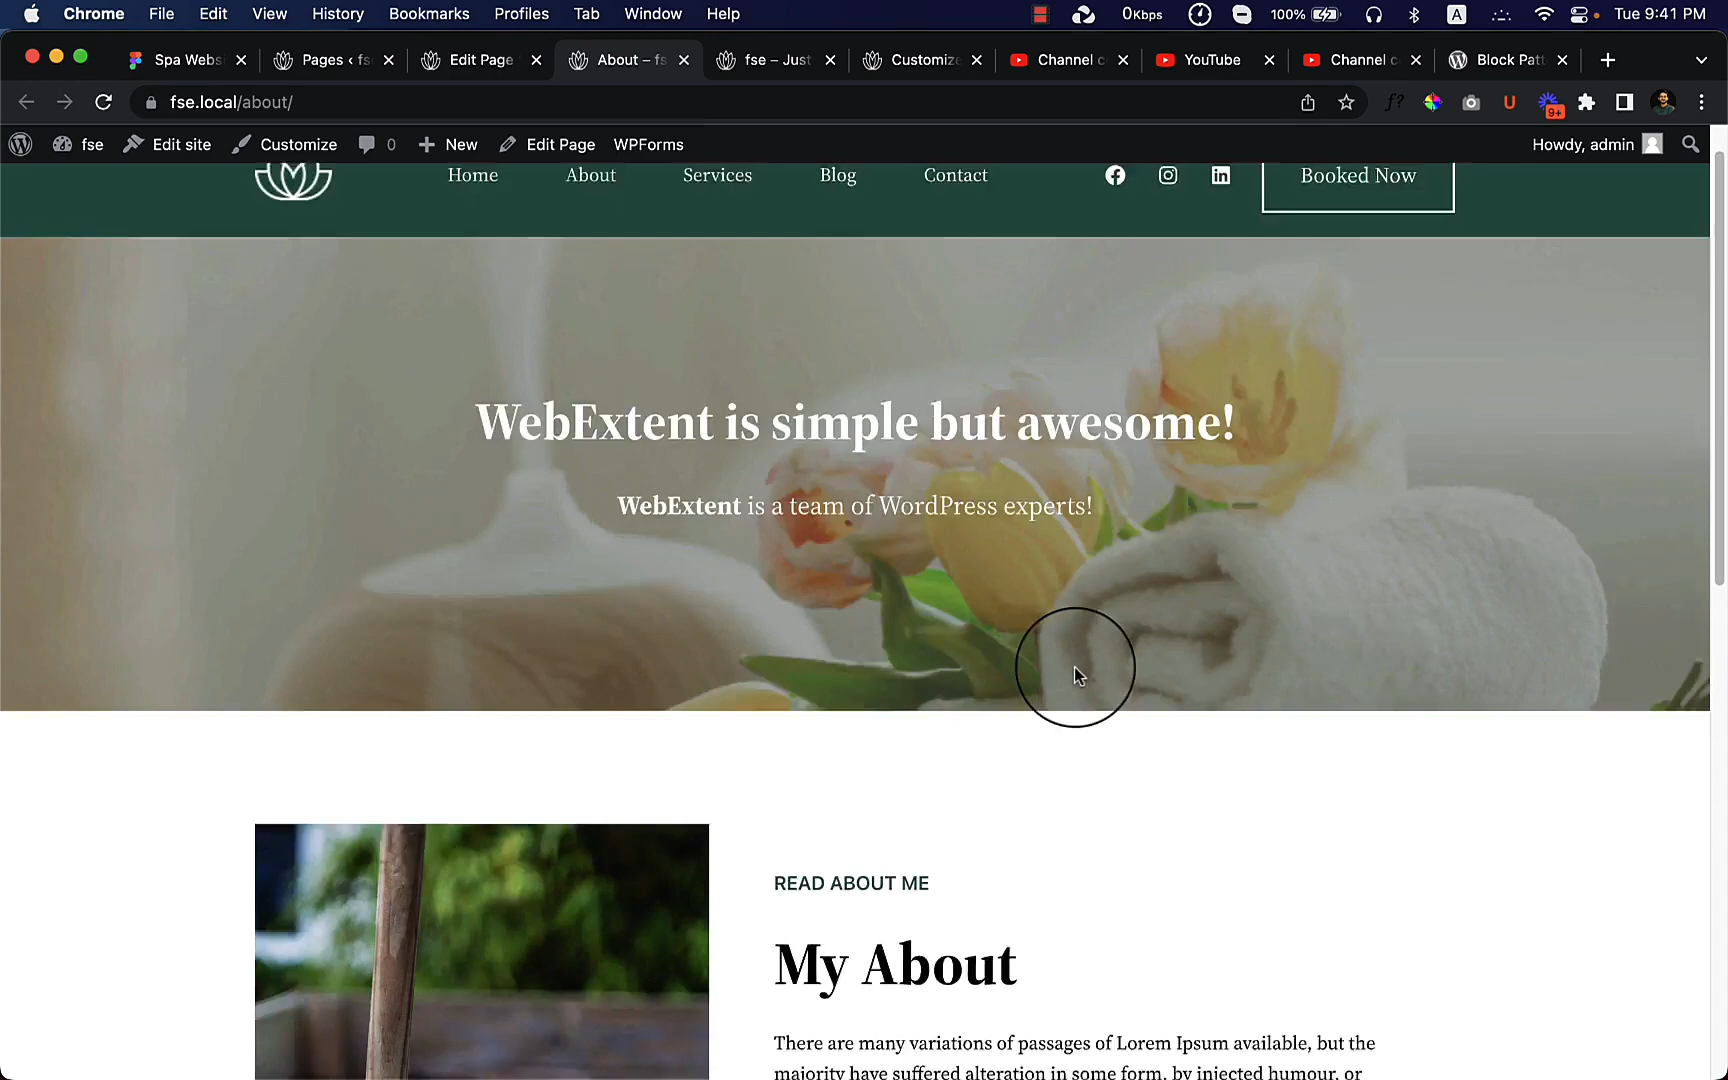 Chrome File Edit View History Bookmarks Profiles Tab Window Help 0Kbps 100% A Tue 9:41 PM
Spa Webs Pages ‹ fs Edit Page About – fs fse – Just Customize Channel c YouTube Channel c Block Patt
fse.local/about/ f? U 9+
fse Edit site Customize 0 New Edit Page WPForms Howdy, admin
Home About Services Blog Contact Booked Now
WebExtent is simple but awesome!
WebExtent is a team of WordPress experts!
READ ABOUT ME
My About
There are many variations of passages of Lorem Ipsum available, but the
majority have suffered alteration in some form, by injected humour, or